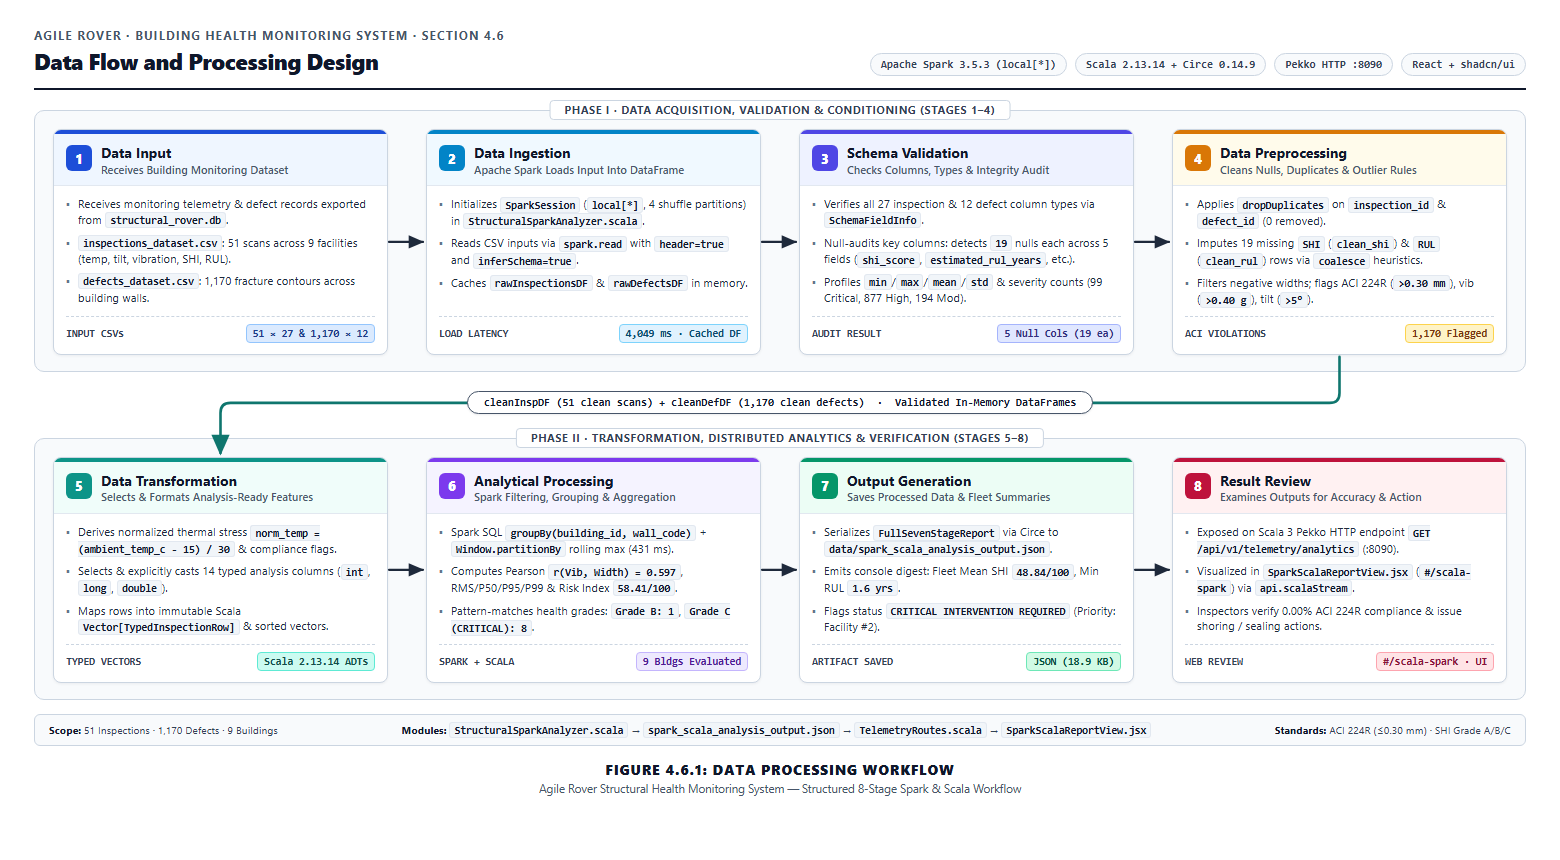 AGILE ROVER · BUILDING HEALTH MONITORING SYSTEM · SECTION 4.6
Data Flow and Processing Design
Apache Spark 3.5.3 (local[*])
Scala 2.13.14 + Circe 0.14.9
Pekko HTTP :8090
React + shadcn/ui
PHASE I · DATA ACQUISITION, VALIDATION & CONDITIONING (STAGES 1–4)
1
Data Input
Receives Building Monitoring Dataset
• Receives monitoring telemetry & defect records exported
from structural_rover.db.
• inspections_dataset.csv: 51 scans across 9 facilities
(temp, tilt, vibration, SHI, RUL).
• defects_dataset.csv: 1,170 fracture contours across
building walls.
INPUT CSVs
51 × 27 & 1,170 × 12
2
Data Ingestion
Apache Spark Loads Input Into DataFrame
• Initializes SparkSession (local[*], 4 shuffle partitions)
in StructuralSparkAnalyzer.scala.
• Reads CSV inputs via spark.read with header=true
and inferSchema=true.
• Caches rawInspectionsDF & rawDefectsDF in memory.
LOAD LATENCY
4,049 ms · Cached DF
3
Schema Validation
Checks Columns, Types & Integrity Audit
• Verifies all 27 inspection & 12 defect column types via
SchemaFieldInfo.
• Null-audits key columns: detects 19 nulls each across 5
fields (shi_score, estimated_rul_years, etc.).
• Profiles min / max / mean / std & severity counts (99
Critical, 877 High, 194 Mod).
AUDIT RESULT
5 Null Cols (19 ea)
4
Data Preprocessing
Cleans Nulls, Duplicates & Outlier Rules
• Applies dropDuplicates on inspection_id &
defect_id (0 removed).
• Imputes 19 missing SHI (clean_shi) & RUL
(clean_rul) rows via coalesce heuristics.
• Filters negative widths; flags ACI 224R (>0.30 mm), vib
(>0.40 g), tilt (>5°).
ACI VIOLATIONS
1,170 Flagged
cleanInspDF (51 clean scans) + cleanDefDF (1,170 clean defects) · Validated In-Memory DataFrames
PHASE II · TRANSFORMATION, DISTRIBUTED ANALYTICS & VERIFICATION (STAGES 5–8)
5
Data Transformation
Selects & Formats Analysis-Ready Features
• Derives normalized thermal stress norm_temp =
(ambient_temp_c - 15) / 30 & compliance flags.
• Selects & explicitly casts 14 typed analysis columns (int,
long, double).
• Maps rows into immutable Scala
Vector[TypedInspectionRow] & sorted vectors.
TYPED VECTORS
Scala 2.13.14 ADTs
6
Analytical Processing
Spark Filtering, Grouping & Aggregation
• Spark SQL groupBy(building_id, wall_code) +
Window.partitionBy rolling max (431 ms).
• Computes Pearson r(Vib, Width) = 0.597,
RMS/P50/P95/P99 & Risk Index 58.41/100.
• Pattern-matches health grades: Grade B: 1, Grade C
(CRITICAL): 8.
SPARK + SCALA
9 Bldgs Evaluated
7
Output Generation
Saves Processed Data & Fleet Summaries
• Serializes FullSevenStageReport via Circe to
data/spark_scala_analysis_output.json.
• Emits console digest: Fleet Mean SHI 48.84/100, Min
RUL 1.6 yrs.
• Flags status CRITICAL INTERVENTION REQUIRED (Priority:
Facility #2).
ARTIFACT SAVED
JSON (18.9 KB)
8
Result Review
Examines Outputs for Accuracy & Action
• Exposed on Scala 3 Pekko HTTP endpoint GET
/api/v1/telemetry/analytics (:8090).
• Visualized in SparkScalaReportView.jsx (#/scala-
spark) via api.scalaStream.
• Inspectors verify 0.00% ACI 224R compliance & issue
shoring / sealing actions.
WEB REVIEW
#/scala-spark · UI
Scope: 51 Inspections · 1,170 Defects · 9 Buildings
Modules: StructuralSparkAnalyzer.scala → spark_scala_analysis_output.json → TelemetryRoutes.scala → SparkScalaReportView.jsx
Standards: ACI 224R (≤0.30 mm) · SHI Grade A/B/C
FIGURE 4.6.1: DATA PROCESSING WORKFLOW
Agile Rover Structural Health Monitoring System — Structured 8-Stage Spark & Scala Workflow